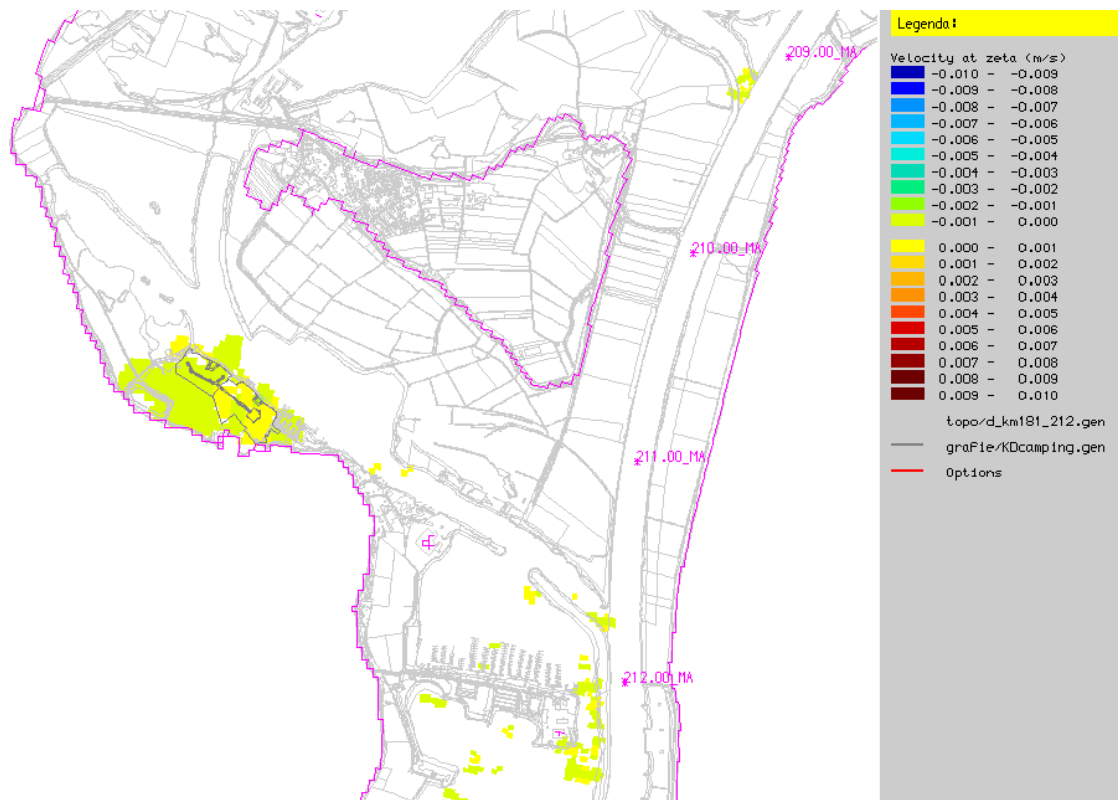 209.00_MA
210.00_MA
211.00_MA
212.00_MA
Legenda:
Velocity at zeta (m/s)
-0.010 - -0.009
-0.009 - -0.008
-0.008 - -0.007
-0.007 - -0.006
-0.006 - -0.005
-0.005 - -0.004
-0.004 - -0.003
-0.003 - -0.002
-0.002 - -0.001
-0.001 - 0.000
0.000 - 0.001
0.001 - 0.002
0.002 - 0.003
0.003 - 0.004
0.004 - 0.005
0.005 - 0.006
0.006 - 0.007
0.007 - 0.008
0.008 - 0.009
0.009 - 0.010
topo/d_km181_212.gen
grafie/KDcamping.gen
Options